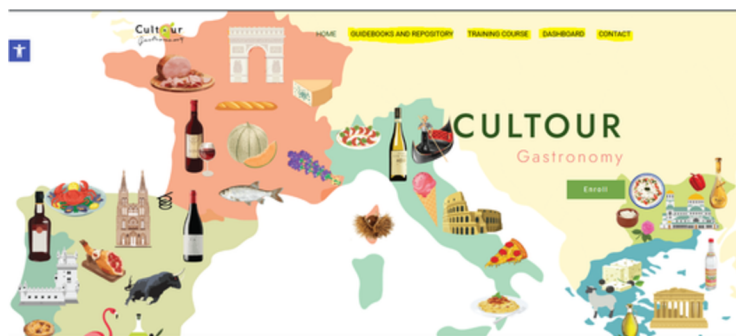 Cultour
Gastronomy
HOME GUIDEBOOKS AND REPOSITORY TRAINING COURSE DASHBOARD CONTACT
CULTOUR
Gastronomy
Enroll